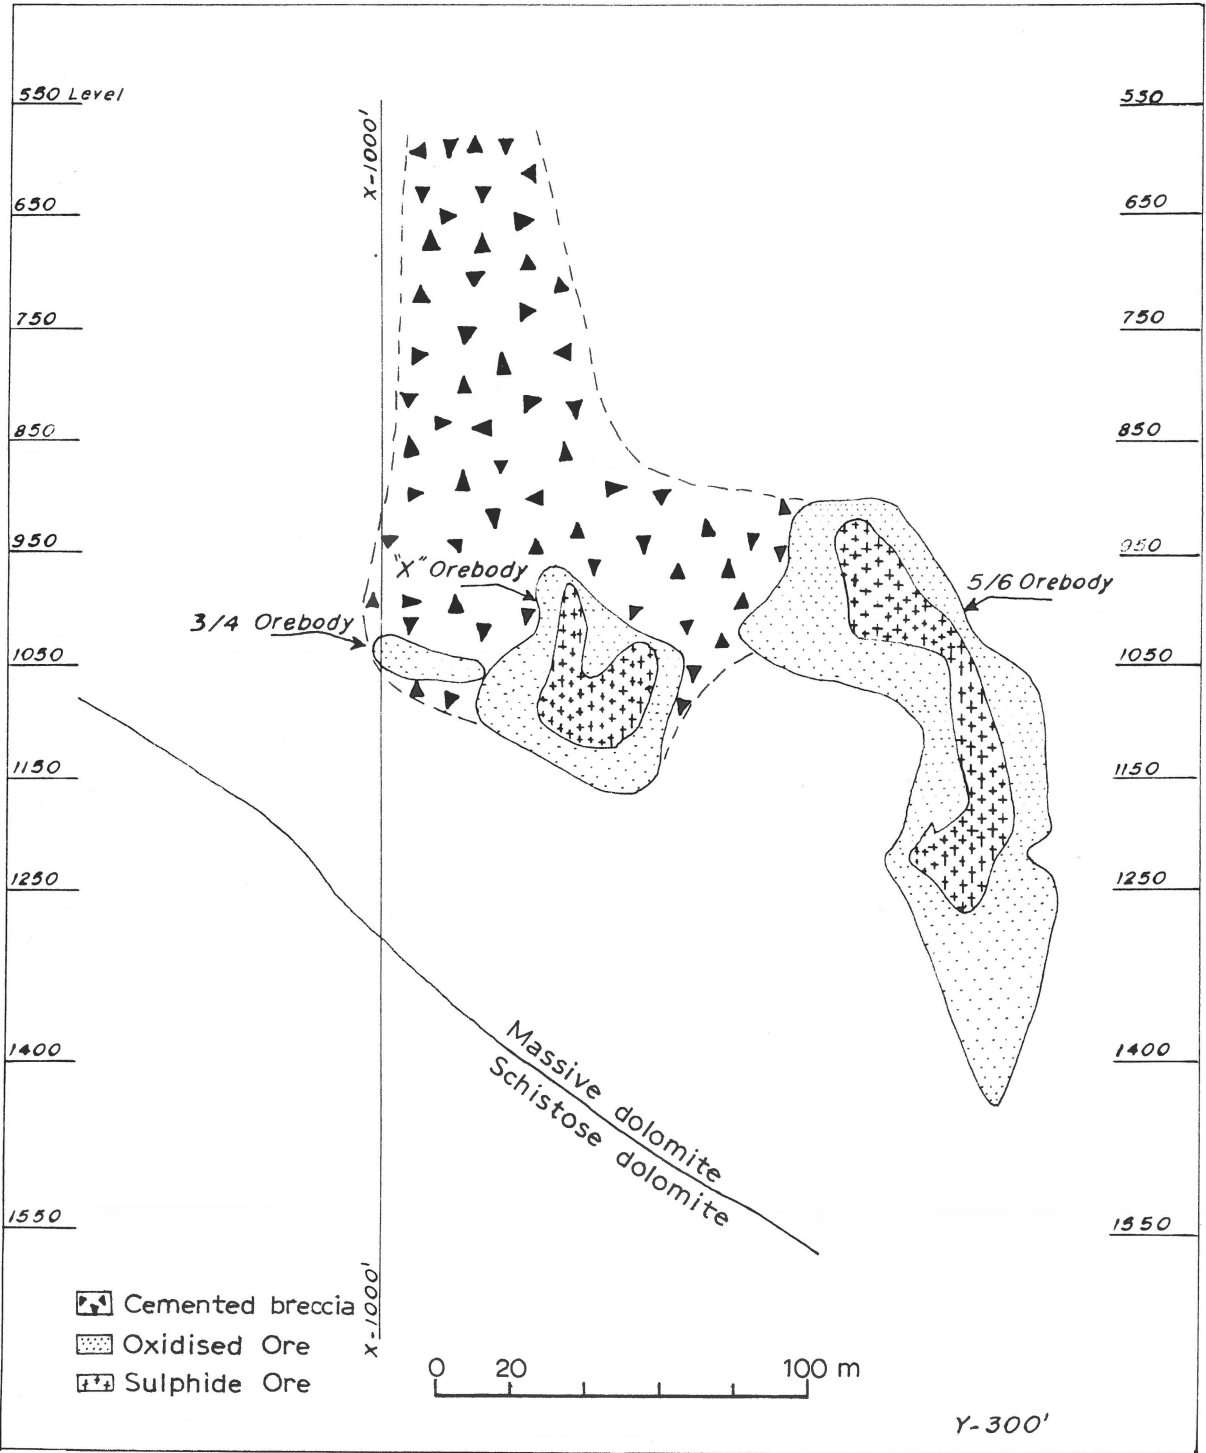 550 Level
550
X-1000'
650
650
750
750
850
850
950
950
"X" Orebody
5/6 Orebody
3/4 Orebody
1050
1050
1150
1150
1250
1250
1400
1400
Massive dolomite
Schistose dolomite
1550
1550
X-1000'
Cemented breccia
Oxidised Ore
Sulphide Ore
0 20 100 m
Y-300'